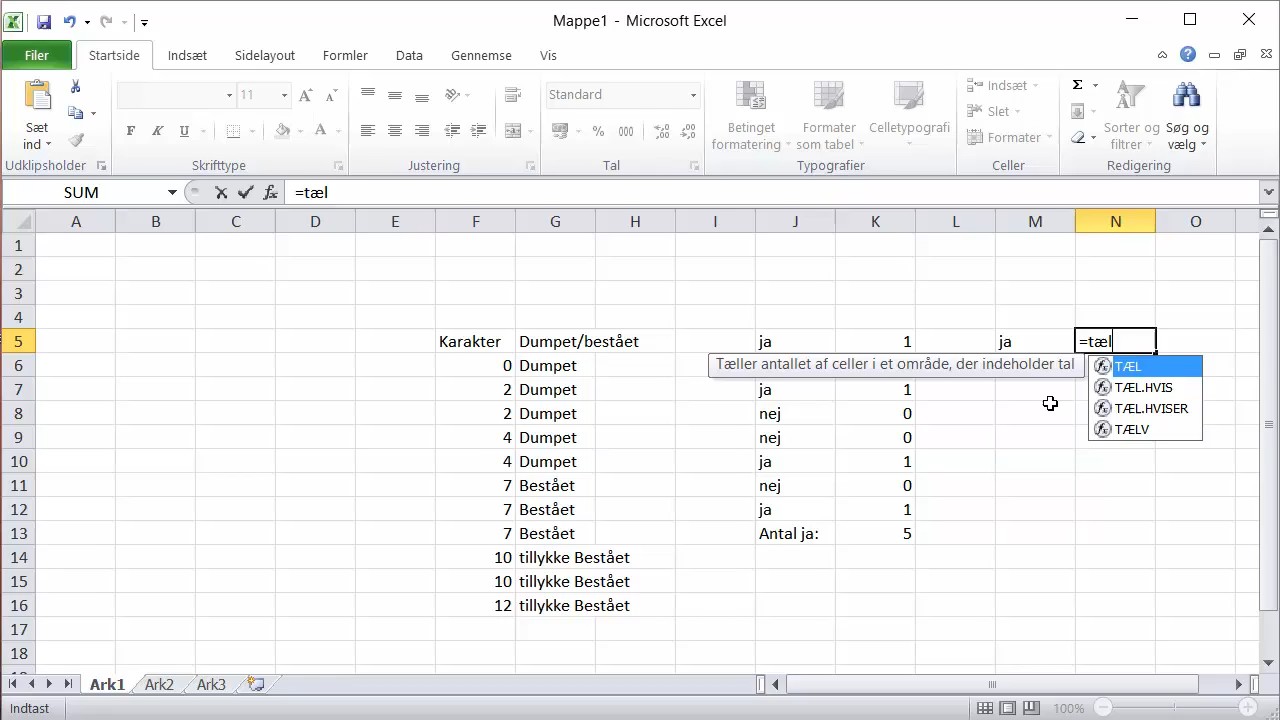 Mappe1 - Microsoft Excel
Filer Startside Indsæt Sidelayout Formler Data Gennemse Vis
Sæt ind
Udklipsholder
11
F K U
Skrifttype
Justering
Standard
% 000
Tal
Betinget formatering
Formater som tabel
Celletypografi
Typografier
Indsæt
Slet
Formater
Celler
Σ
Sorter og filtrer
Søg og vælg
Redigering
SUM fx =tæl
A B C D E F G H I J K L M N O
1
2
3
4
5 Karakter Dumpet/bestået ja 1 ja =tæl
6 0 Dumpet Tæller antallet af celler i et område, der indeholder tal TÆL
7 2 Dumpet ja 1 TÆL.HVIS
8 2 Dumpet nej 0 TÆL.HVISER
9 4 Dumpet nej 0 TÆLV
10 4 Dumpet ja 1
11 7 Bestået nej 0
12 7 Bestået ja 1
13 7 Bestået Antal ja: 5
14 10 tillykke Bestået
15 10 tillykke Bestået
16 12 tillykke Bestået
17
18
Ark1 Ark2 Ark3
Indtast 100%